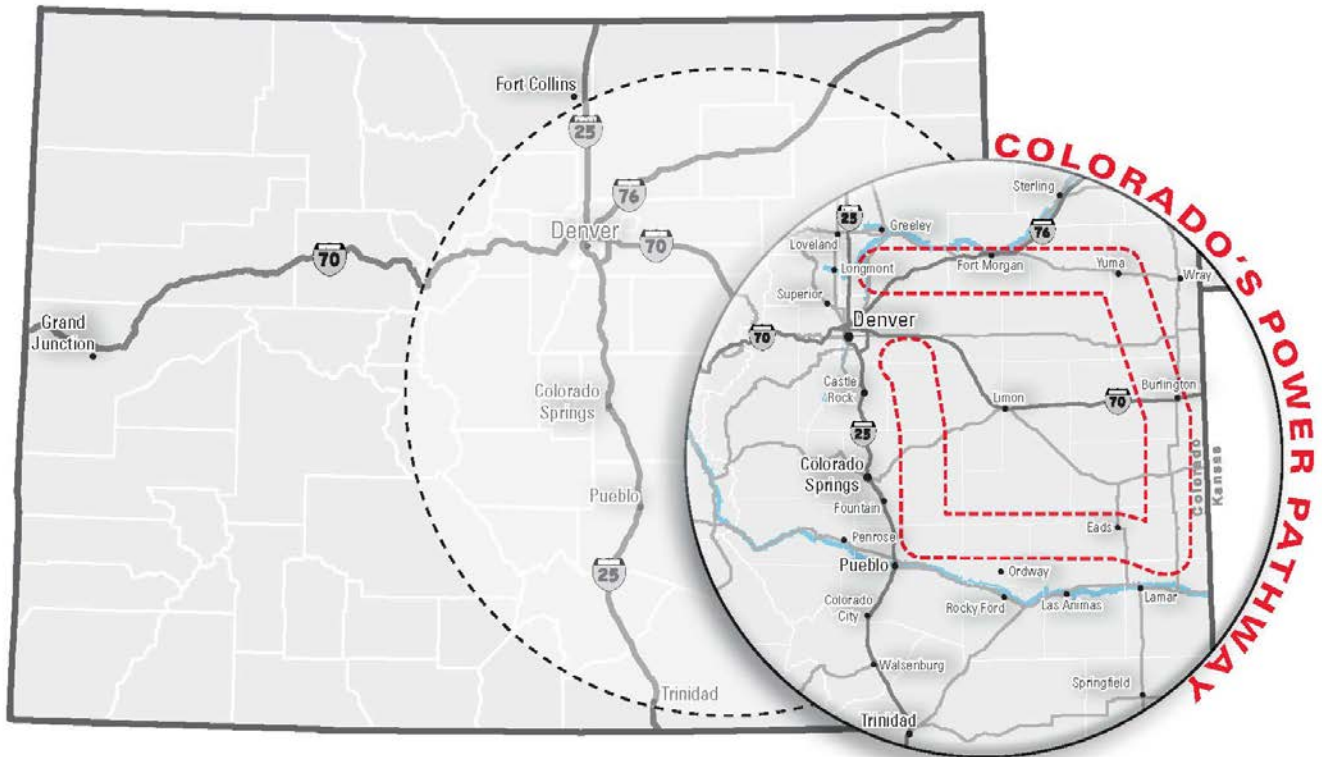 Fort Collins
25
76
Denver
70
70
Grand
Junction
Colorado
Springs
Pueblo
25
Trinidad
COLORADO'S POWER PATHWAY
Sterling
25
Greeley
76
Loveland
Longmont
Fort Morgan
Yuma
Wray
Superior
Denver
70
Castle
Rock
Limon
70
Burlington
25
Colorado
Springs
Fountain
Colorado
Kansas
Eads
Penrose
Pueblo
Ordway
Colorado
City
Rocky Ford
Las Animas
Lamar
Walsenburg
Springfield
Trinidad